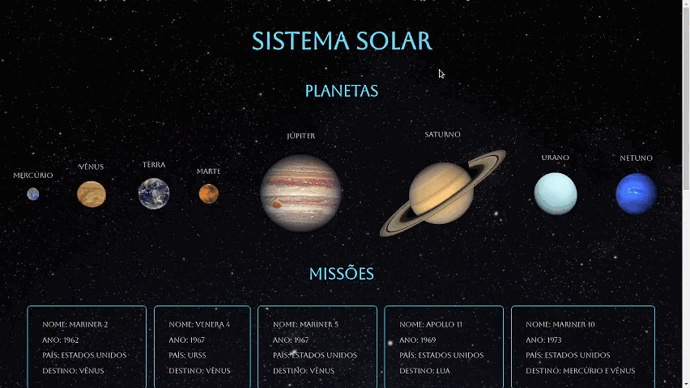 SISTEMA SOLAR
PLANETAS
MERCÚRIO
VÊNUS
TERRA
MARTE
JÚPITER
SATURNO
URANO
NETUNO
MISSÕES
NOME: MARINER 2
ANO: 1962
PAÍS: ESTADOS UNIDOS
DESTINO: VÊNUS
NOME: VENERA 4
ANO: 1967
PAÍS: URSS
DESTINO: VÊNUS
NOME: MARINER 5
ANO: 1967
PAÍS: ESTADOS UNIDOS
DESTINO: VÊNUS
NOME: APOLLO 11
ANO: 1969
PAÍS: ESTADOS UNIDOS
DESTINO: LUA
NOME: MARINER 10
ANO: 1973
PAÍS: ESTADOS UNIDOS
DESTINO: MERCÚRIO E VÊNUS